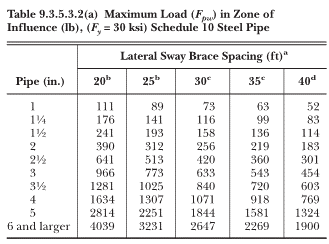 Table 9.3.5.3.2(a) Maximum Load (Fpw) in Zone of
Influence (lb), (Fy = 30 ksi) Schedule 10 Steel Pipe
Lateral Sway Brace Spacing (ft)a
Pipe (in.) 20b 25b 30c 35c 40d
1 111 89 73 63 52
1¼ 176 141 116 99 83
1½ 241 193 158 136 114
2 390 312 256 219 183
2½ 641 513 420 360 301
3 966 773 633 543 454
3½ 1281 1025 840 720 603
4 1634 1307 1071 918 769
5 2814 2251 1844 1581 1324
6 and larger 4039 3231 2647 2269 1900